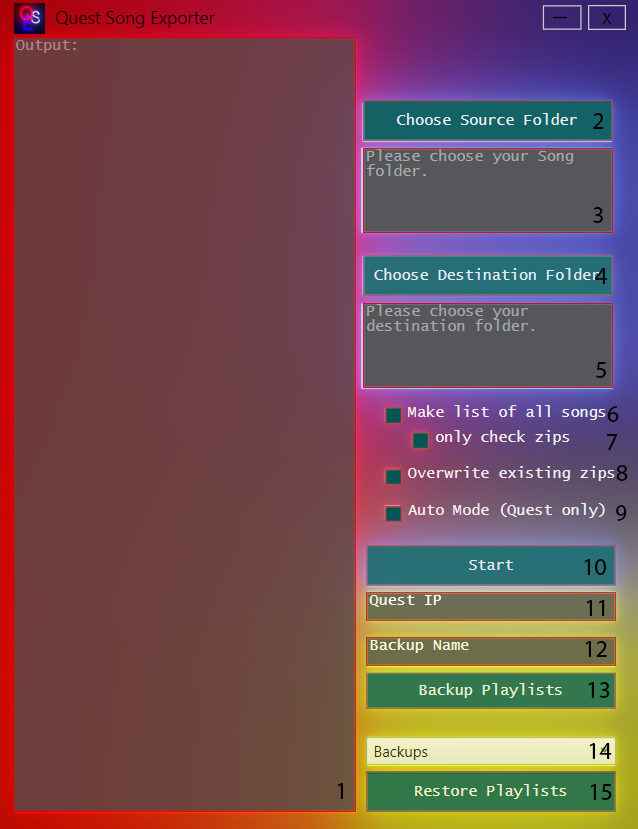 QSE
Quest Song Exporter
— X
Output:
Choose Source Folder 2
Please choose your Song
folder.
3
Choose Destination Folder 4
Please choose your
destination folder.
5
Make list of all songs 6
only check zips 7
Overwrite existing zips 8
Auto Mode (Quest only) 9
Start 10
Quest IP 11
Backup Name 12
Backup Playlists 13
Backups 14
Restore Playlists 15
1